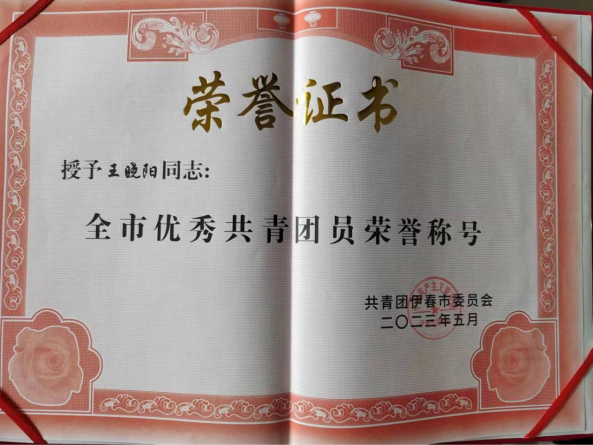 荣誉证书
授予王晓阳同志:
全市优秀共青团员荣誉称号
共青团伊春市委员会
二〇二三年五月